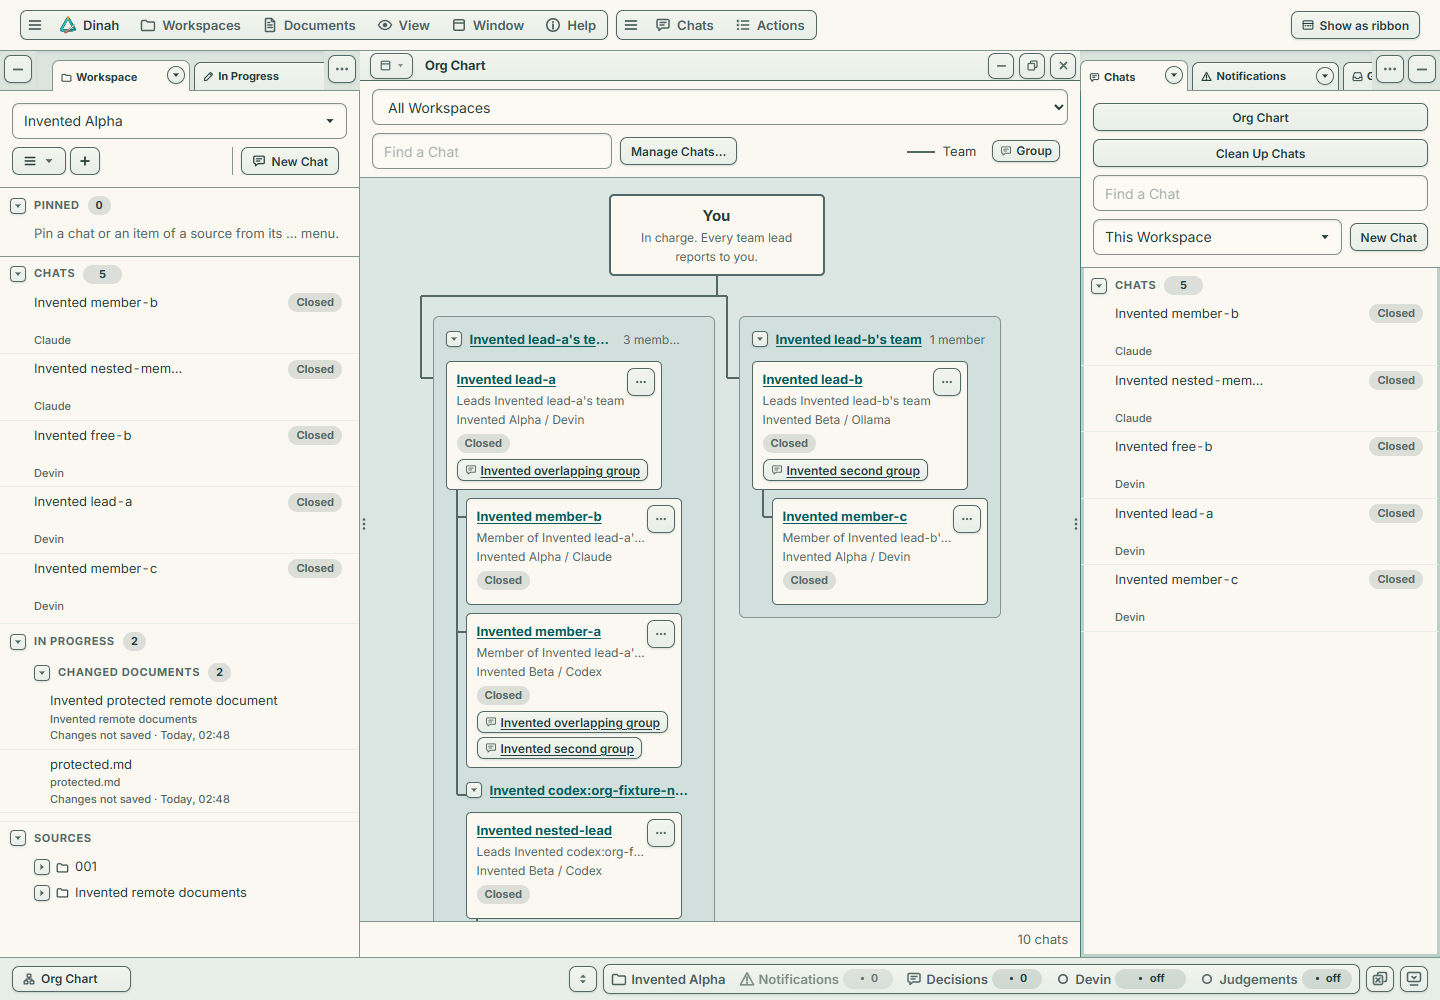 Dinah Workspaces Documents View Window Help Chats Actions Show as ribbon
Workspace In Progress
Invented Alpha
New Chat
PINNED 0
Pin a chat or an item of a source from its ... menu.
CHATS 5
Invented member-b Closed
Claude
Invented nested-mem... Closed
Claude
Invented free-b Closed
Devin
Invented lead-a Closed
Devin
Invented member-c Closed
Devin
IN PROGRESS 2
CHANGED DOCUMENTS 2
Invented protected remote document
Invented remote documents
Changes not saved · Today, 02:48
protected.md
protected.md
Changes not saved · Today, 02:48
SOURCES
001
Invented remote documents
Org Chart
All Workspaces
Find a Chat Manage Chats... Team Group
You
In charge. Every team lead
reports to you.
Invented lead-a's te... 3 memb...
Invented lead-a
Leads Invented lead-a's team
Invented Alpha / Devin
Closed
Invented overlapping group
Invented member-b
Member of Invented lead-a'...
Invented Alpha / Claude
Closed
Invented member-a
Member of Invented lead-a'...
Invented Beta / Codex
Closed
Invented overlapping group
Invented second group
Invented codex:org-fixture-n...
Invented nested-lead
Leads Invented codex:org-f...
Invented Beta / Codex
Closed
Invented lead-b's team 1 member
Invented lead-b
Leads Invented lead-b's team
Invented Beta / Ollama
Closed
Invented second group
Invented member-c
Member of Invented lead-b'...
Invented Alpha / Devin
Closed
10 chats
Chats Notifications
Org Chart
Clean Up Chats
Find a Chat
This Workspace New Chat
CHATS 5
Invented member-b Closed
Claude
Invented nested-mem... Closed
Claude
Invented free-b Closed
Devin
Invented lead-a Closed
Devin
Invented member-c Closed
Devin
Org Chart Invented Alpha Notifications • 0 Decisions • 0 Devin • off Judgements • off